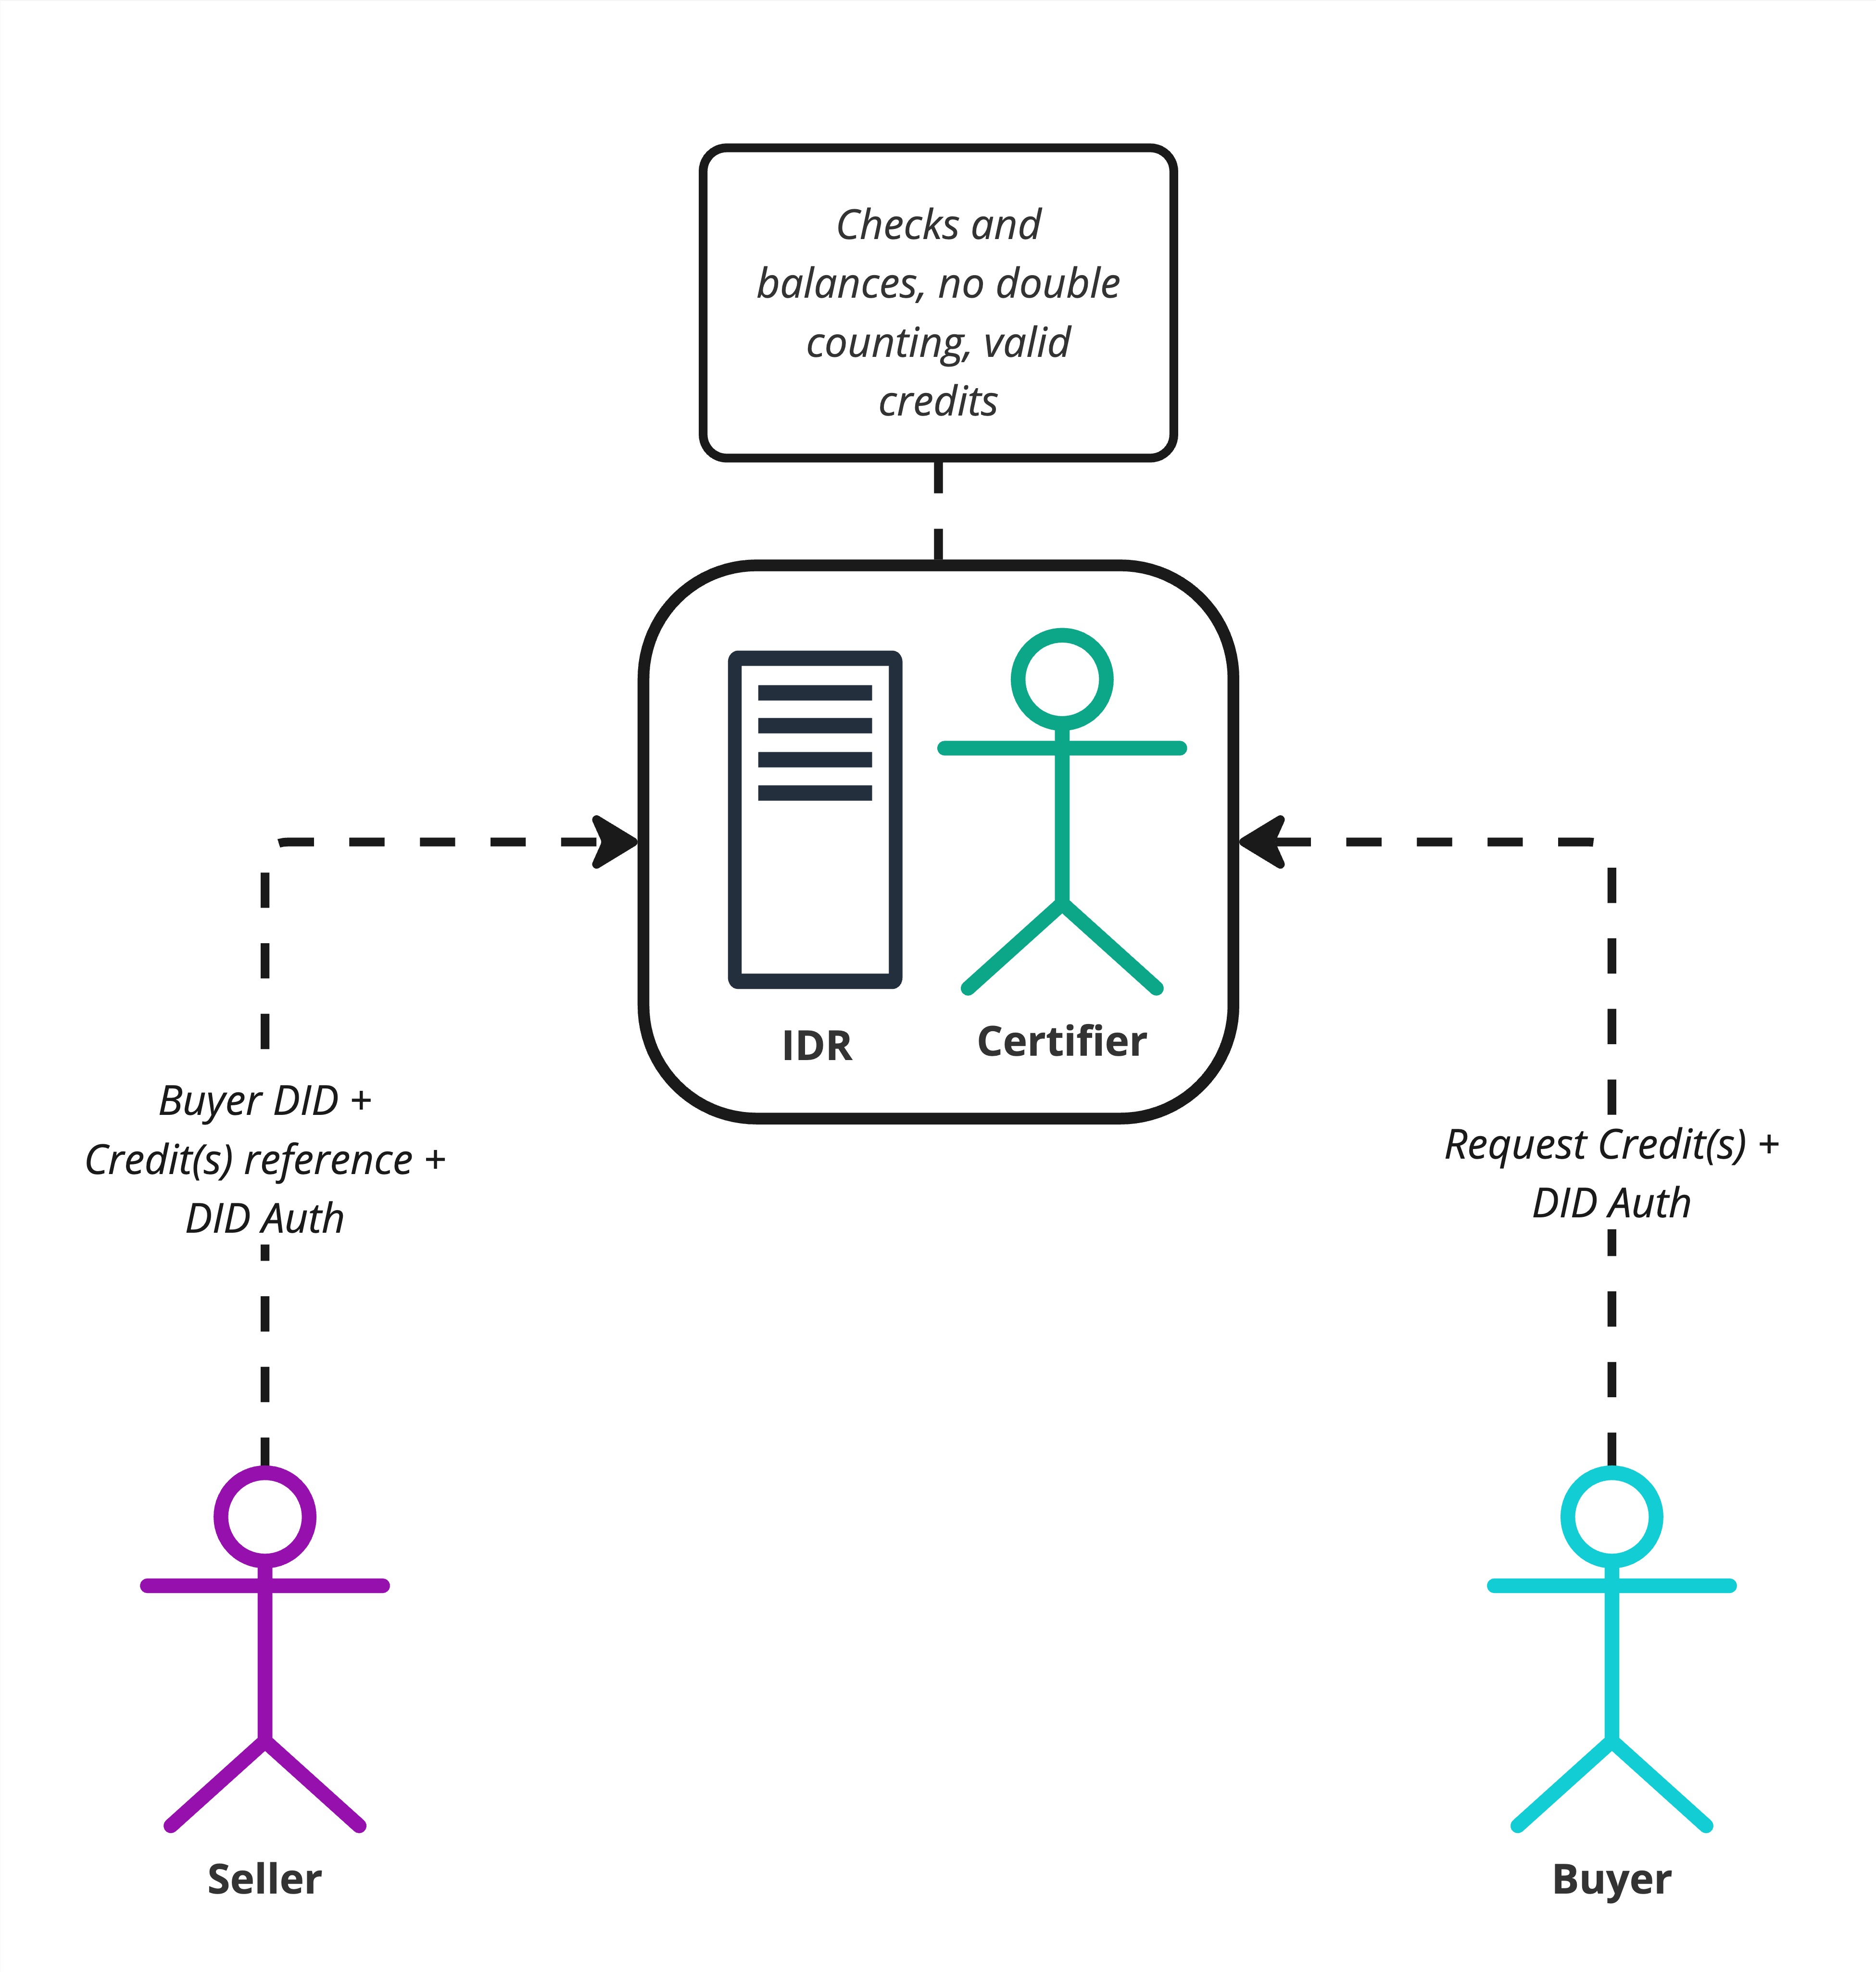 Checks and
balances, no double
counting, valid
credits
IDR
Certifier
Buyer DID +
Credit(s) reference +
DID Auth
Request Credit(s) +
DID Auth
Seller
Buyer